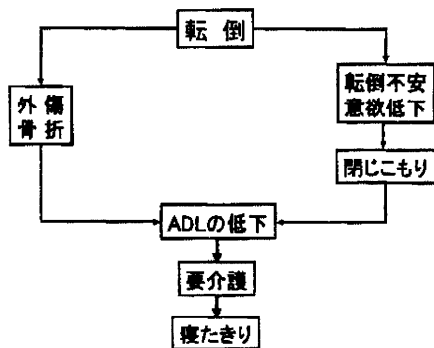 転倒
外傷
骨折
転倒不安
意欲低下
閉じこもり
ADLの低下
要介護
寝たきり